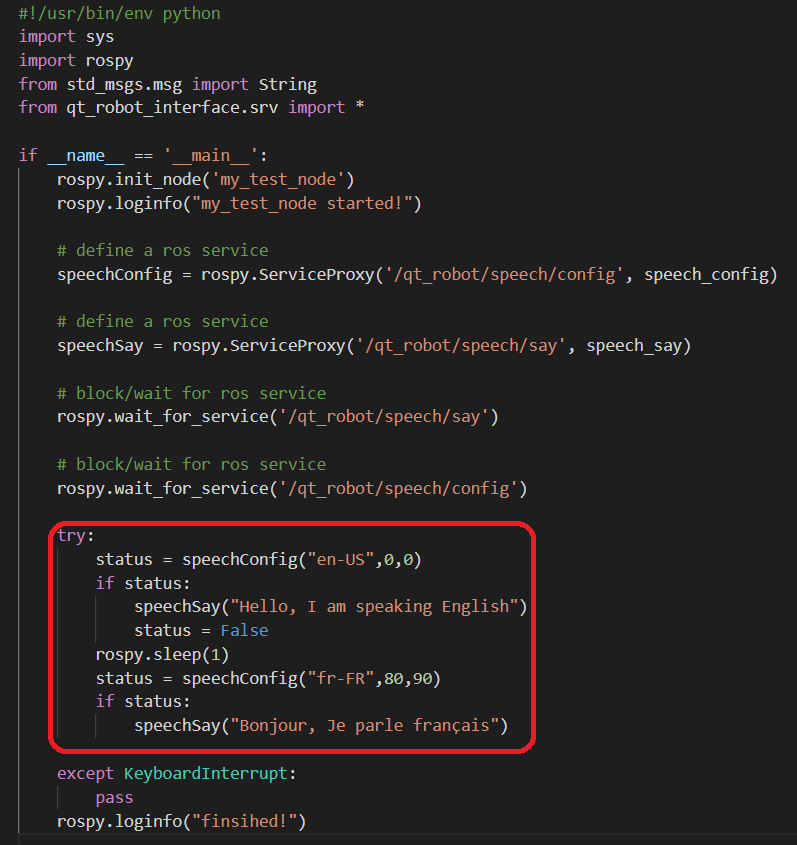 #!/usr/bin/env python
import sys
import rospy
from std_msgs.msg import String
from qt_robot_interface.srv import *
if __name__ == '__main__':
rospy.init_node('my_test_node')
rospy.loginfo("my_test_node started!")
# define a ros service
speechConfig = rospy.ServiceProxy('/qt_robot/speech/config', speech_config)
# define a ros service
speechSay = rospy.ServiceProxy('/qt_robot/speech/say', speech_say)
# block/wait for ros service
rospy.wait_for_service('/qt_robot/speech/say')
# block/wait for ros service
rospy.wait_for_service('/qt_robot/speech/config')
try:
status = speechConfig("en-US",0,0)
if status:
speechSay("Hello, I am speaking English")
status = False
rospy.sleep(1)
status = speechConfig("fr-FR",80,90)
if status:
speechSay("Bonjour, Je parle français")
except KeyboardInterrupt:
pass
rospy.loginfo("finsihed!")